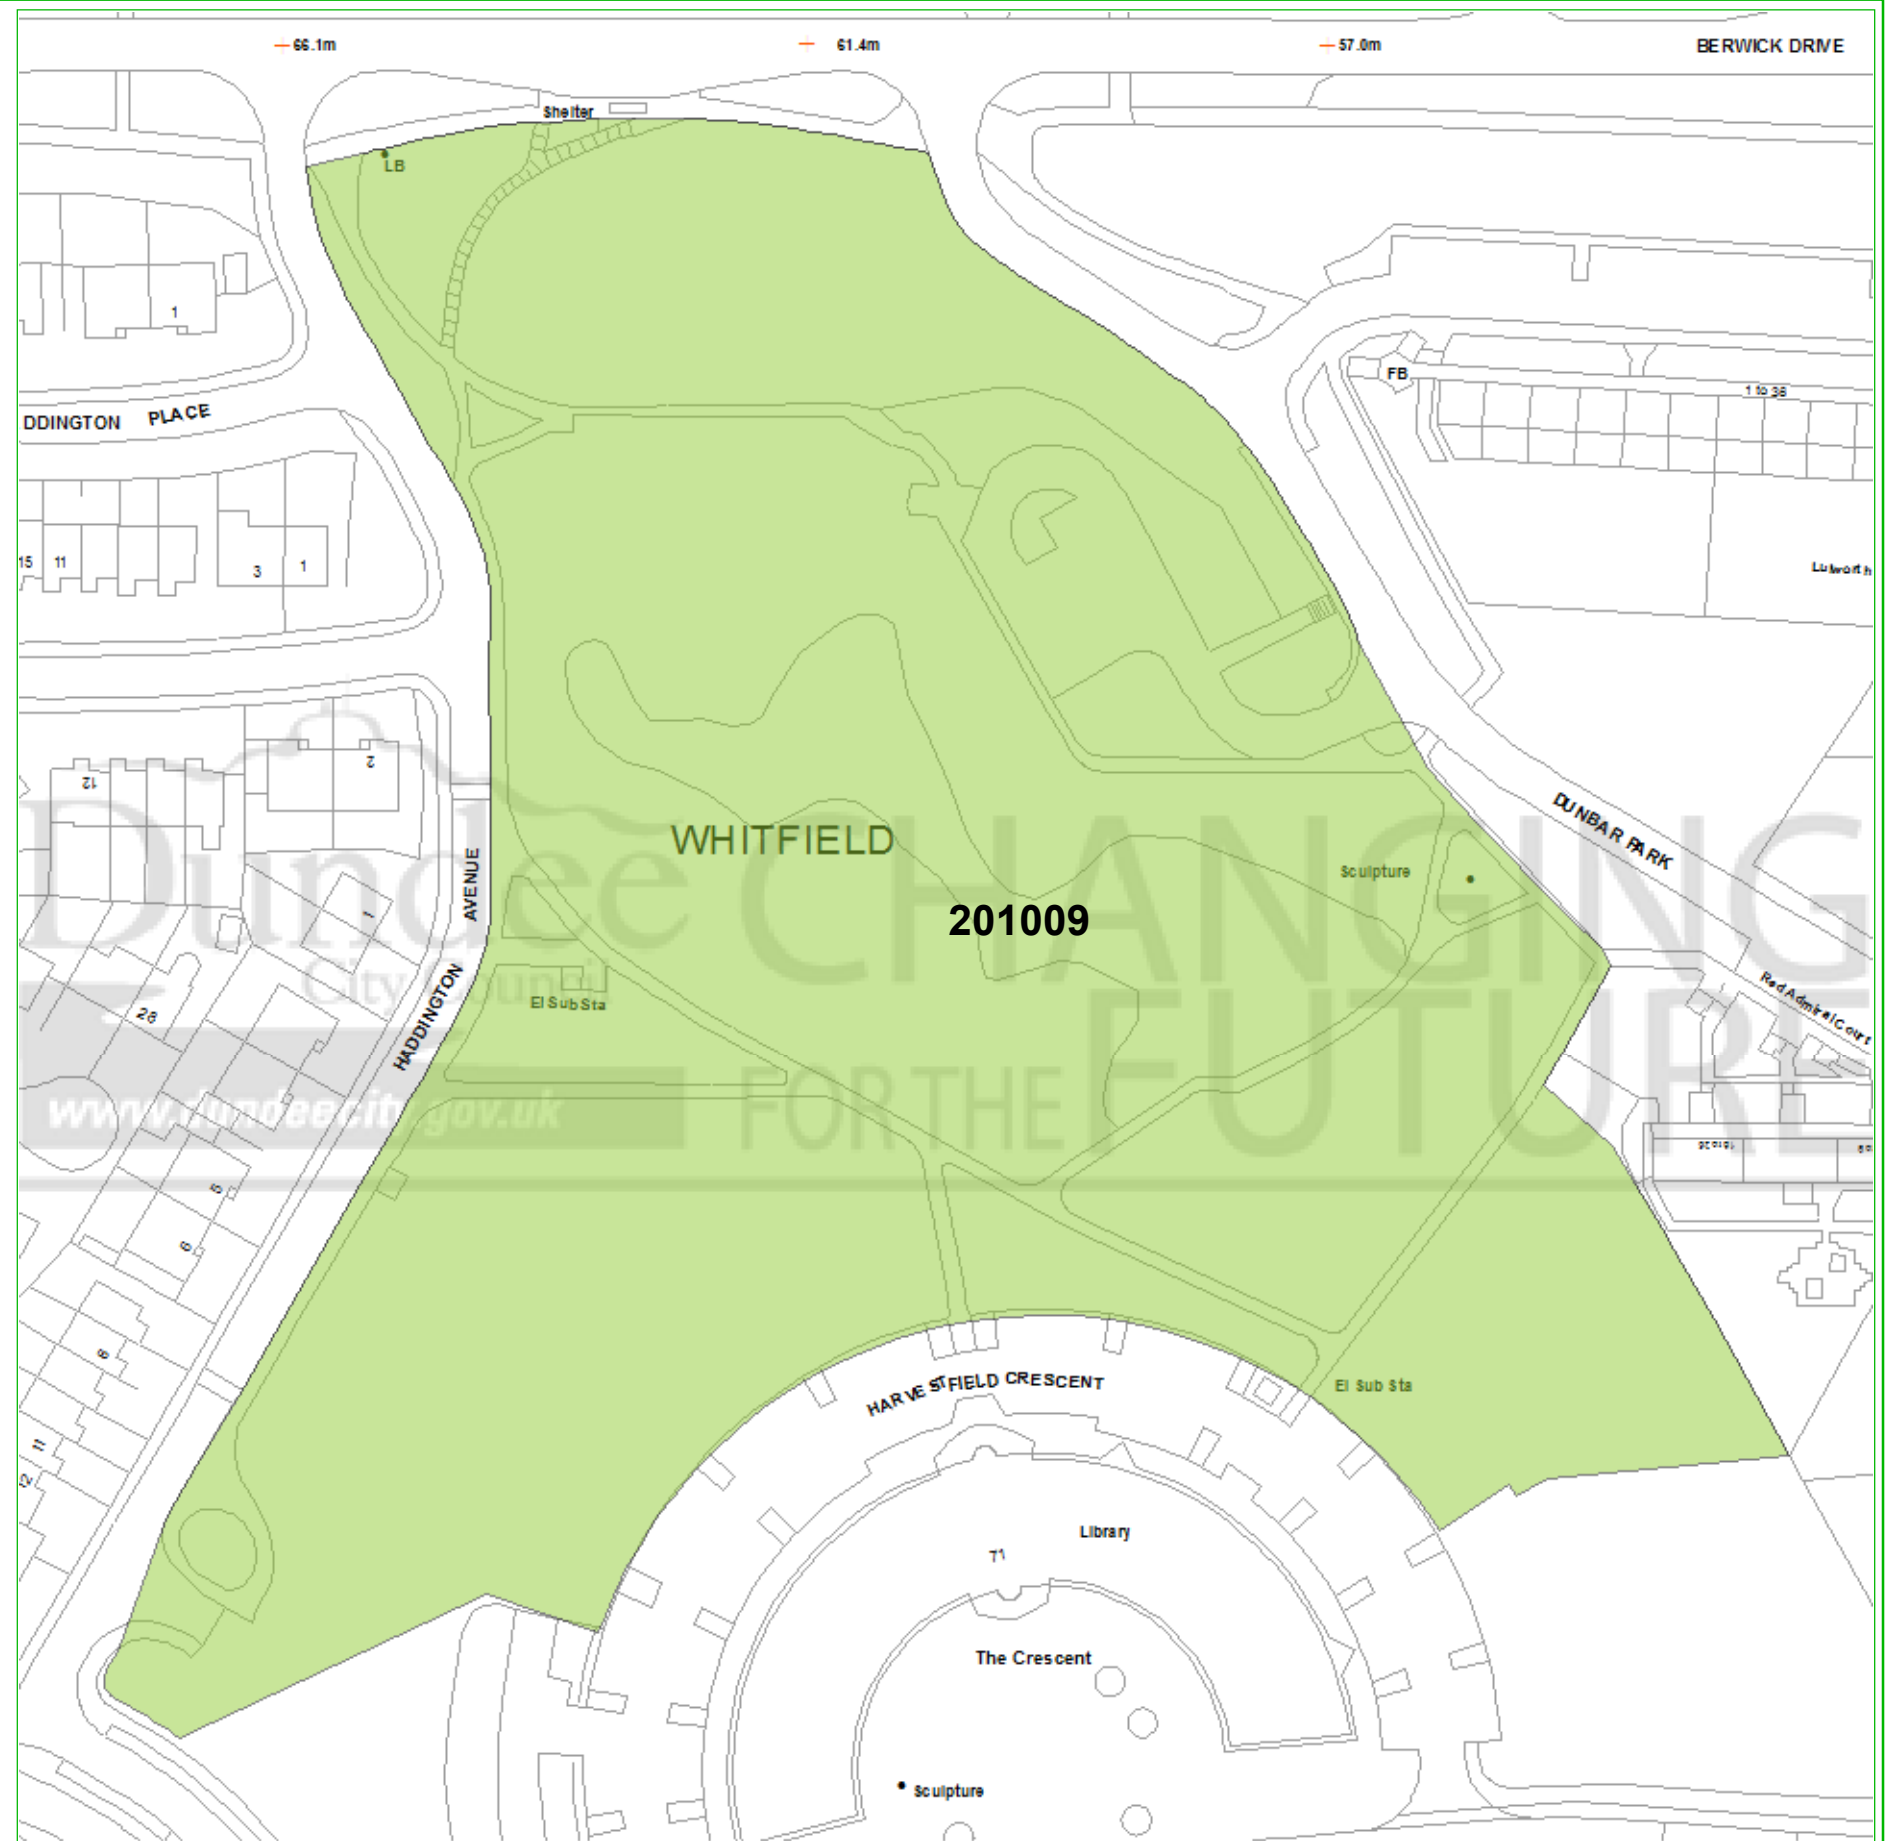 66.1m
61.4m
57.0m
BERWICK DRIVE
Shelter
LB
1
DDINGTON PLACE
FB
1 to 36
15
11
3
1
Lulworth
2
12
WHITFIELD
DUNBAR PARK
Sculpture
HADDINGTON AVENUE
1
201009
Dundee
City Council
CHANGING
FOR THE
FUTURE
www.dundeecity.gov.uk
El Sub Sta
28
Red Admiral Court
5
6
8
11
12
HARVESTFIELD CRESCENT
El Sub Sta
Library
71
The Crescent
Sculpture